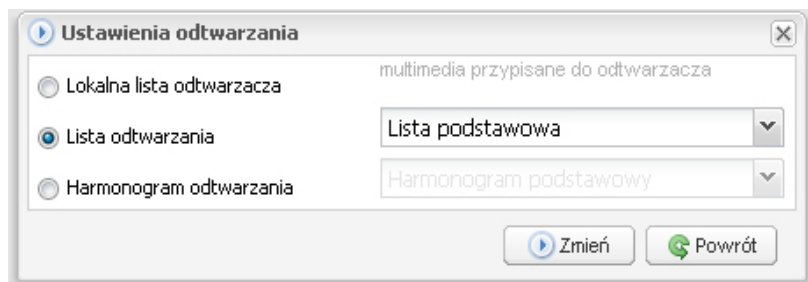 Ustawienia odtwarzania
Lokalna lista odtwarzacza
multimedia przypisane do odtwarzacza
Lista odtwarzania
Lista podstawowa
Harmonogram odtwarzania
Harmonogram podstawowy
Zmień
Powrót